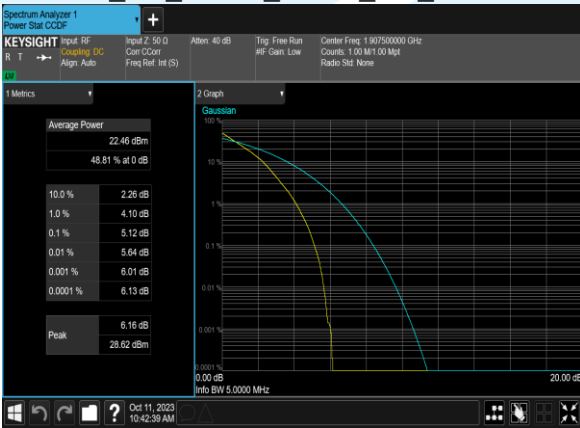 Spectrum Analyzer 1
Power Stat CCDF
+
KEYSIGHT
R T
LXI
Input: RF
Coupling: DC
Align: Auto
Input Z: 50 Ω
Corr CCorr
Freq Ref: Int (S)
Atten: 40 dB
Trig: Free Run
#IF Gain: Low
Center Freq: 1.907500000 GHz
Counts: 1.00 M/1.00 Mpt
Radio Std: None
1 Metrics
Average Power
22.46 dBm
48.81 % at 0 dB
10.0 % 2.26 dB
1.0 % 4.10 dB
0.1 % 5.12 dB
0.01 % 5.64 dB
0.001 % 6.01 dB
0.0001 % 6.13 dB
Peak
6.16 dB
28.62 dBm
2 Graph
Gaussian
100 %
10 %
1 %
0.1 %
0.01 %
0.001 %
0.0001 %
0.00 dB
20.00 dB
Info BW 5.0000 MHz
?
Oct 11, 2023
10:42:39 AM